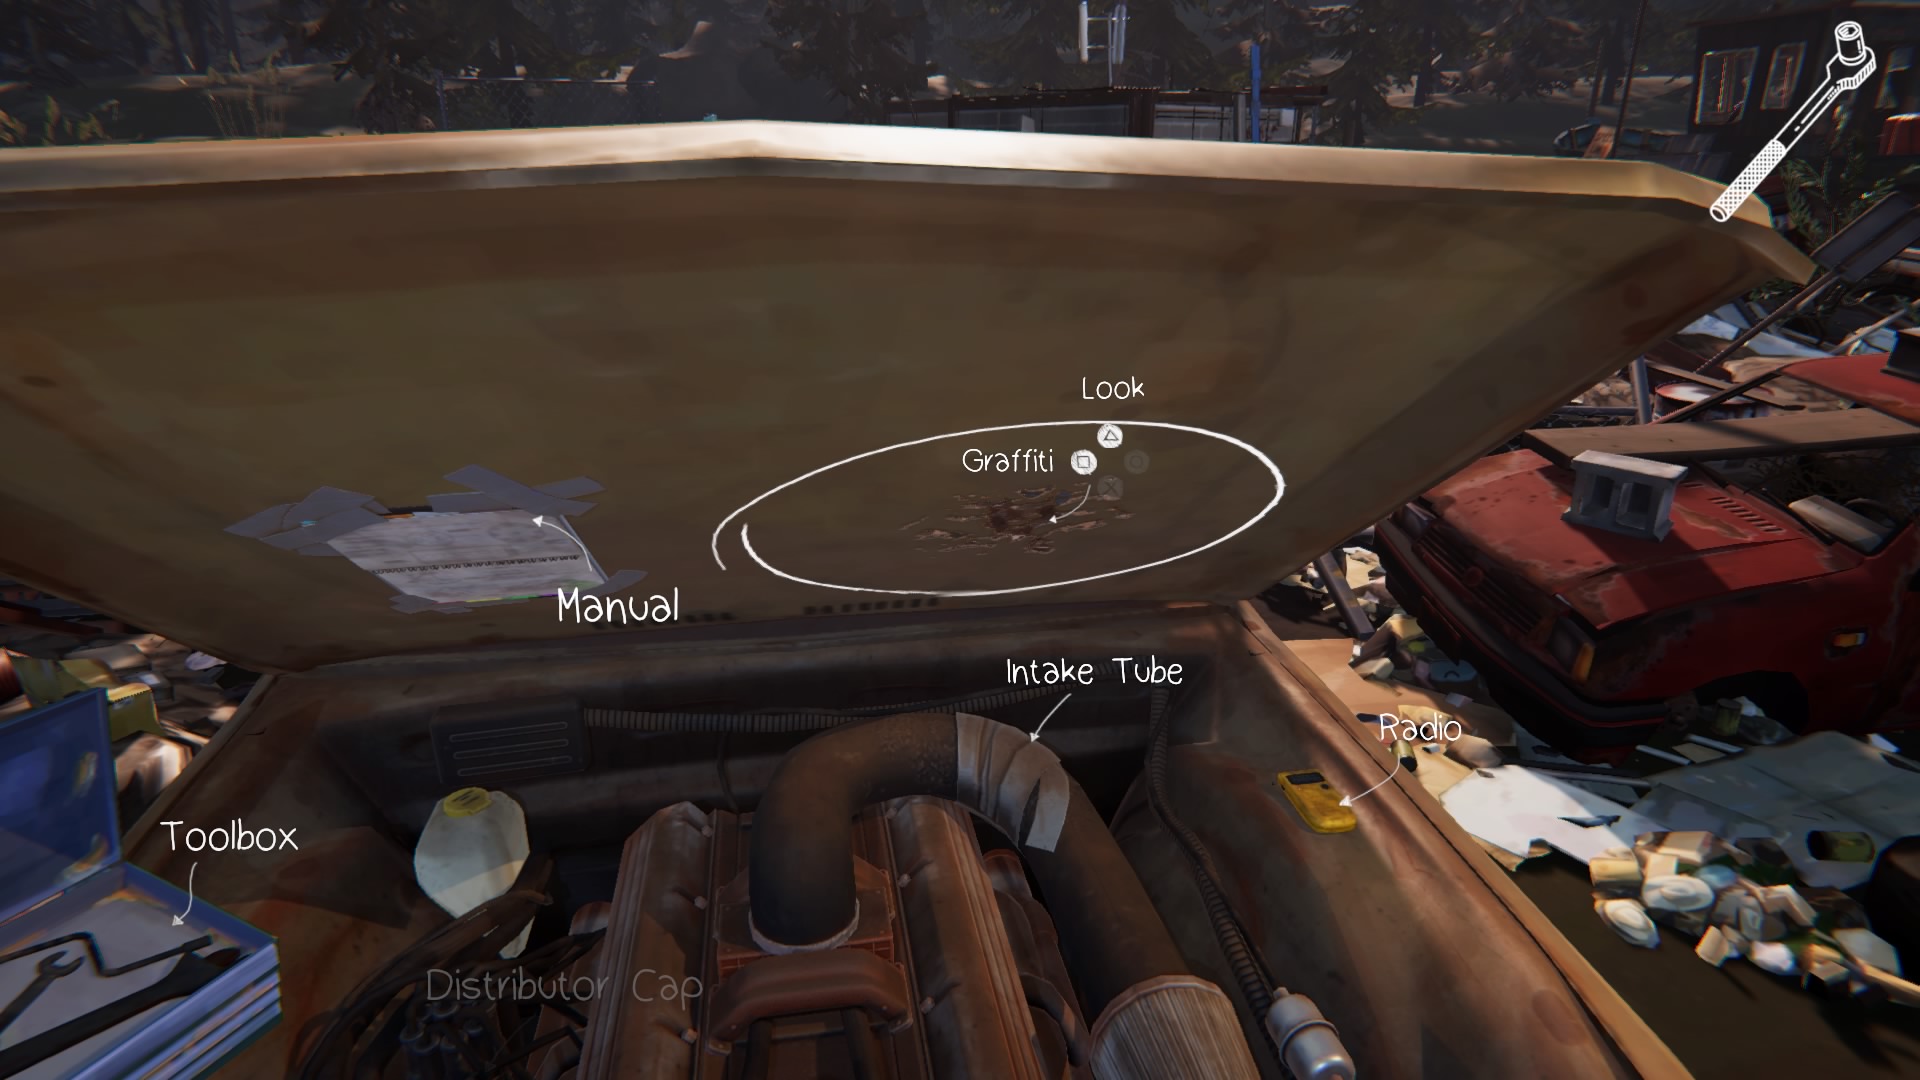 Look
Graffiti
Manual
Intake Tube
Radio
Toolbox
Distributor Cap